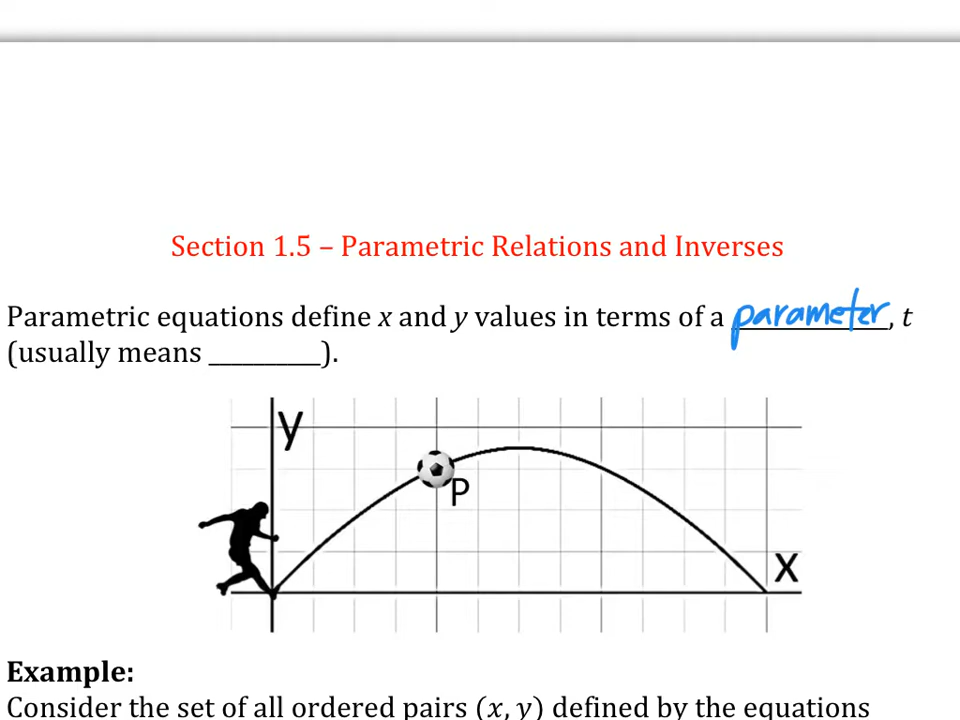 Section 1.5 – Parametric Relations and Inverses
Parametric equations define x and y values in terms of a parameter, t
(usually means __________).
y
P
X
Example:
Consider the set of all ordered pairs (x, y) defined by the equations